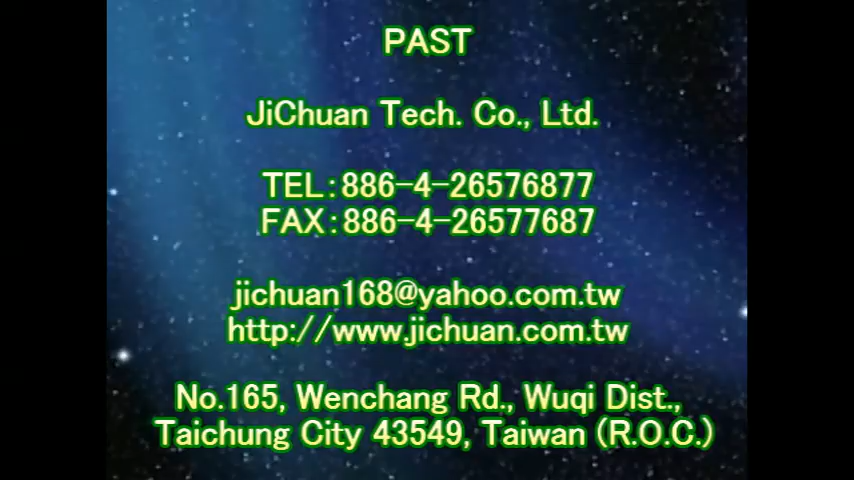 PAST
JiChuan Tech. Co., Ltd.
TEL:886-4-26576877
FAX:886-4-26577687
jichuan168@yahoo.com.tw
http://www.jichuan.com.tw
No.165, Wenchang Rd., Wuqi Dist.,
Taichung City 43549, Taiwan (R.O.C.)